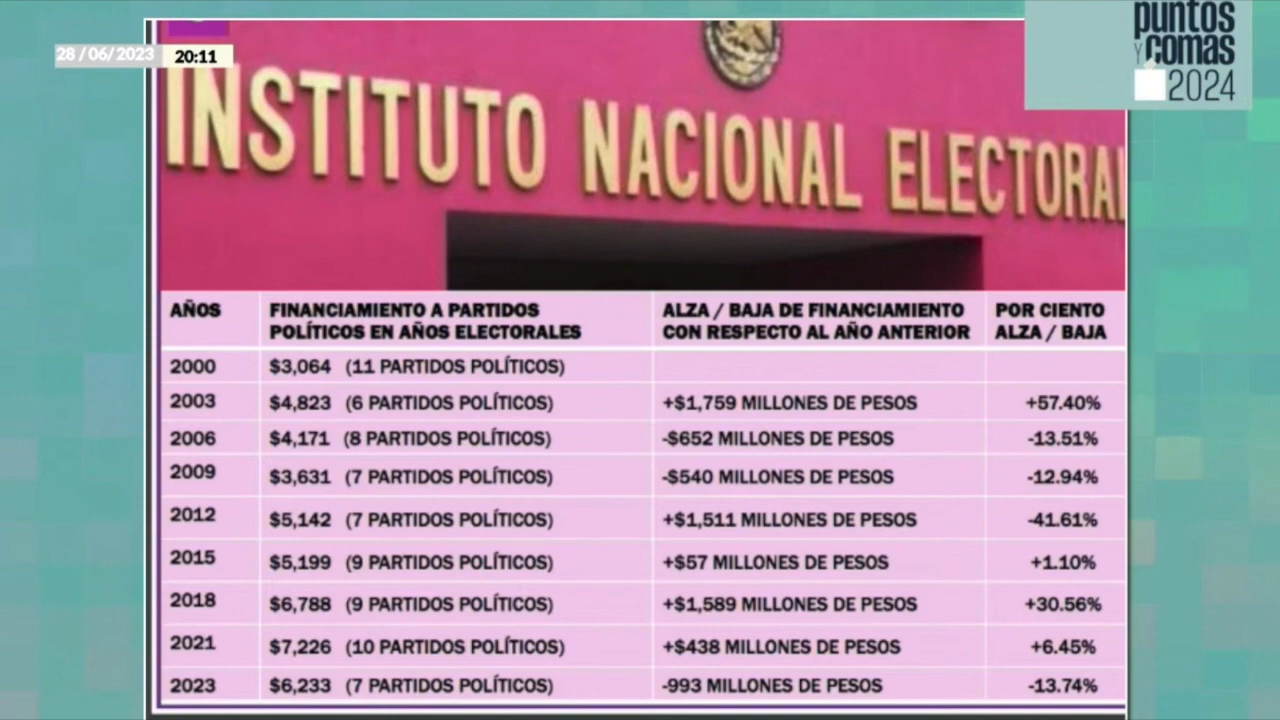 puntos
Y comas
2024
28/06/2023 20:11
INSTITUTO NACIONAL ELECTORAL
AÑOS FINANCIAMIENTO A PARTIDOS POLÍTICOS EN AÑOS ELECTORALES ALZA / BAJA DE FINANCIAMIENTO CON RESPECTO AL AÑO ANTERIOR POR CIENTO ALZA / BAJA
2000 $3,064 (11 PARTIDOS POLÍTICOS)
2003 $4,823 (6 PARTIDOS POLÍTICOS) +$1,759 MILLONES DE PESOS +57.40%
2006 $4,171 (8 PARTIDOS POLÍTICOS) -$652 MILLONES DE PESOS -13.51%
2009 $3,631 (7 PARTIDOS POLÍTICOS) -$540 MILLONES DE PESOS -12.94%
2012 $5,142 (7 PARTIDOS POLÍTICOS) +$1,511 MILLONES DE PESOS -41.61%
2015 $5,199 (9 PARTIDOS POLÍTICOS) +$57 MILLONES DE PESOS +1.10%
2018 $6,788 (9 PARTIDOS POLÍTICOS) +$1,589 MILLONES DE PESOS +30.56%
2021 $7,226 (10 PARTIDOS POLÍTICOS) +$438 MILLONES DE PESOS +6.45%
2023 $6,233 (7 PARTIDOS POLÍTICOS) -993 MILLONES DE PESOS -13.74%